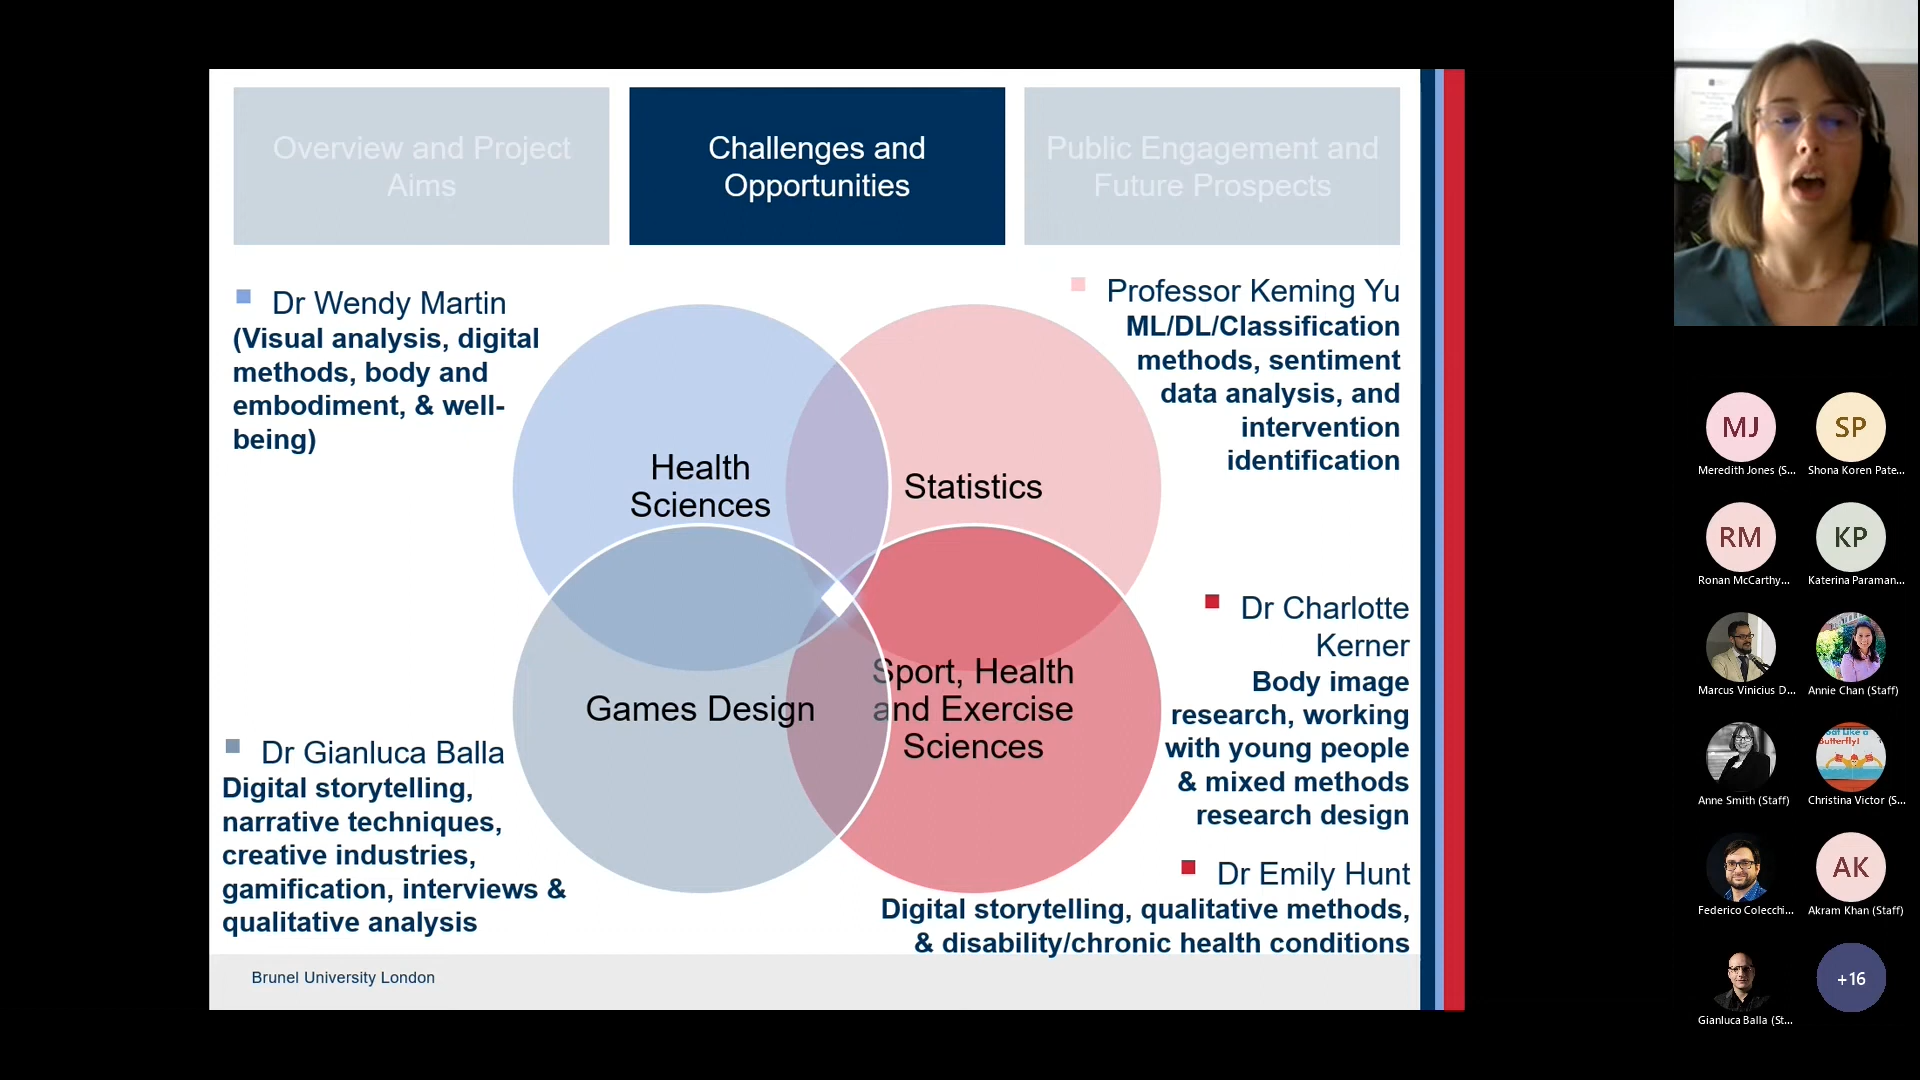 Overview and Project
Aims
Challenges and
Opportunities
Public Engagement and
Future Prospects
Dr Wendy Martin
(Visual analysis, digital
methods, body and
embodiment, & well-
being)
Professor Keming Yu
ML/DL/Classification
methods, sentiment
data analysis, and
intervention
identification
Health
Sciences
Statistics
Games Design
Sport, Health
and Exercise
Sciences
Dr Charlotte
Kerner
Body image
research, working
with young people
& mixed methods
research design
Dr Gianluca Balla
Digital storytelling,
narrative techniques,
creative industries,
gamification, interviews &
qualitative analysis
Dr Emily Hunt
Digital storytelling, qualitative methods,
& disability/chronic health conditions
Brunel University London
MJ
Meredith Jones (S...
SP
Shona Koren Pate...
RM
Ronan McCarthy...
KP
Katerina Paraman...
Marcus Vinicius D...
Annie Chan (Staff)
Anne Smith (Staff)
Like a
Butterfly!
Christina Victor (S...
Federico Colecchi...
AK
Akram Khan (Staff)
Gianluca Balla (St...
+16